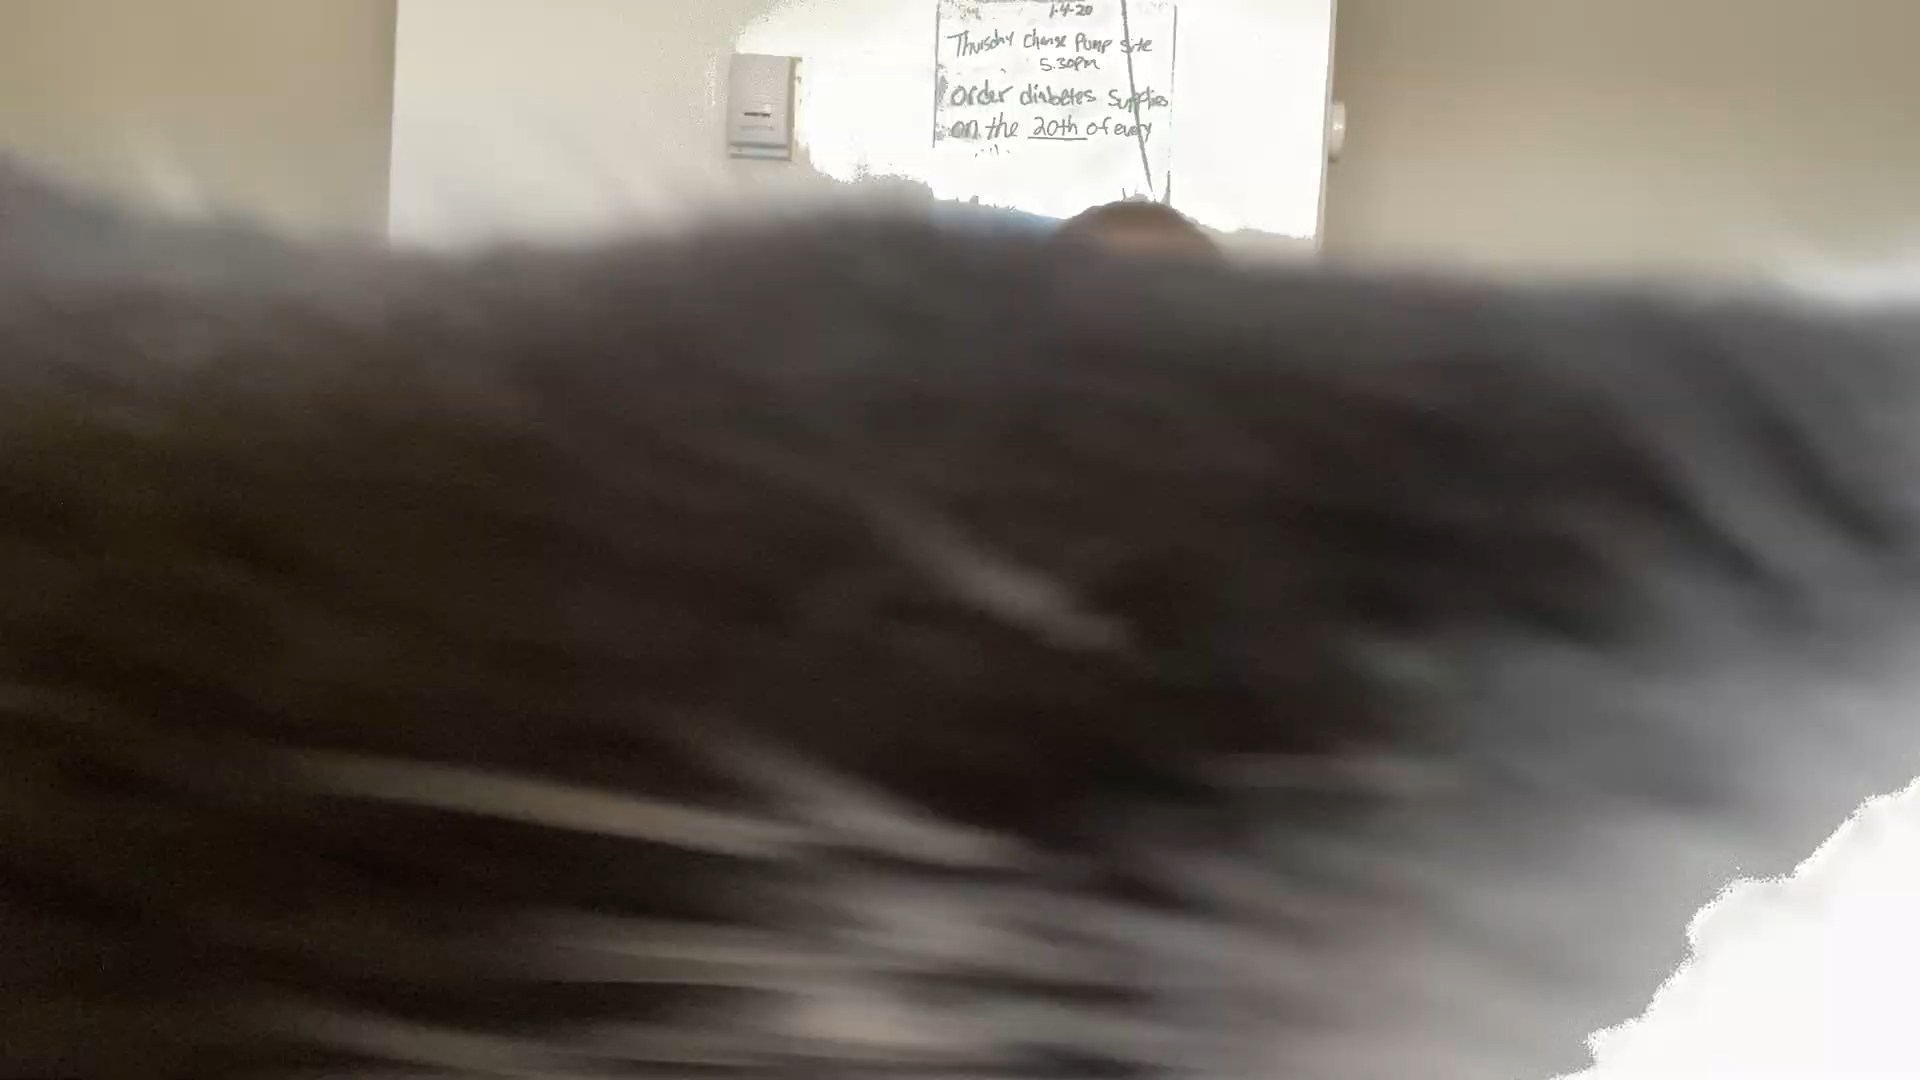 1-4-20
Thursday change Pump site
5:30pm
order diabetes supplies
on the 20th of every